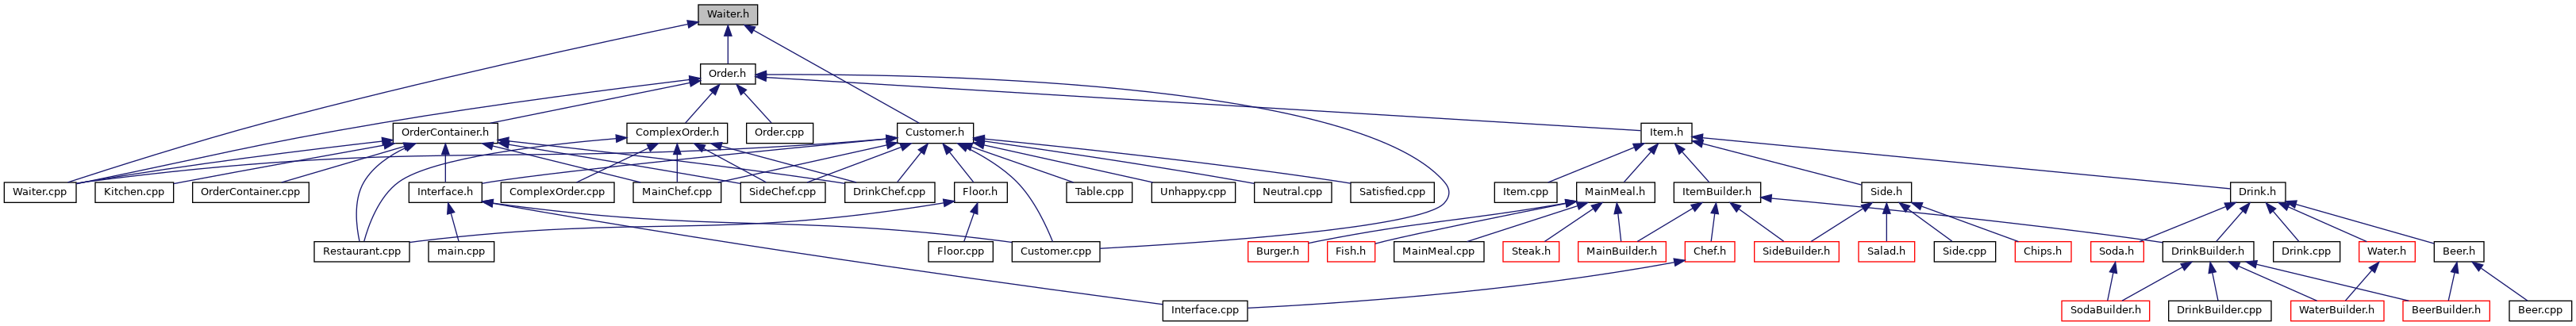 Waiter.h
Order.h
OrderContainer.h
ComplexOrder.h
Order.cpp
Customer.h
Item.h
Waiter.cpp
Kitchen.cpp
OrderContainer.cpp
Interface.h
ComplexOrder.cpp
MainChef.cpp
SideChef.cpp
DrinkChef.cpp
Floor.h
Table.cpp
Unhappy.cpp
Neutral.cpp
Satisfied.cpp
Item.cpp
MainMeal.h
ItemBuilder.h
Side.h
Drink.h
Restaurant.cpp
main.cpp
Floor.cpp
Customer.cpp
Burger.h
Fish.h
MainMeal.cpp
Steak.h
MainBuilder.h
Chef.h
SideBuilder.h
Salad.h
Side.cpp
Chips.h
Soda.h
DrinkBuilder.h
Drink.cpp
Water.h
Beer.h
Interface.cpp
SodaBuilder.h
DrinkBuilder.cpp
WaterBuilder.h
BeerBuilder.h
Beer.cpp